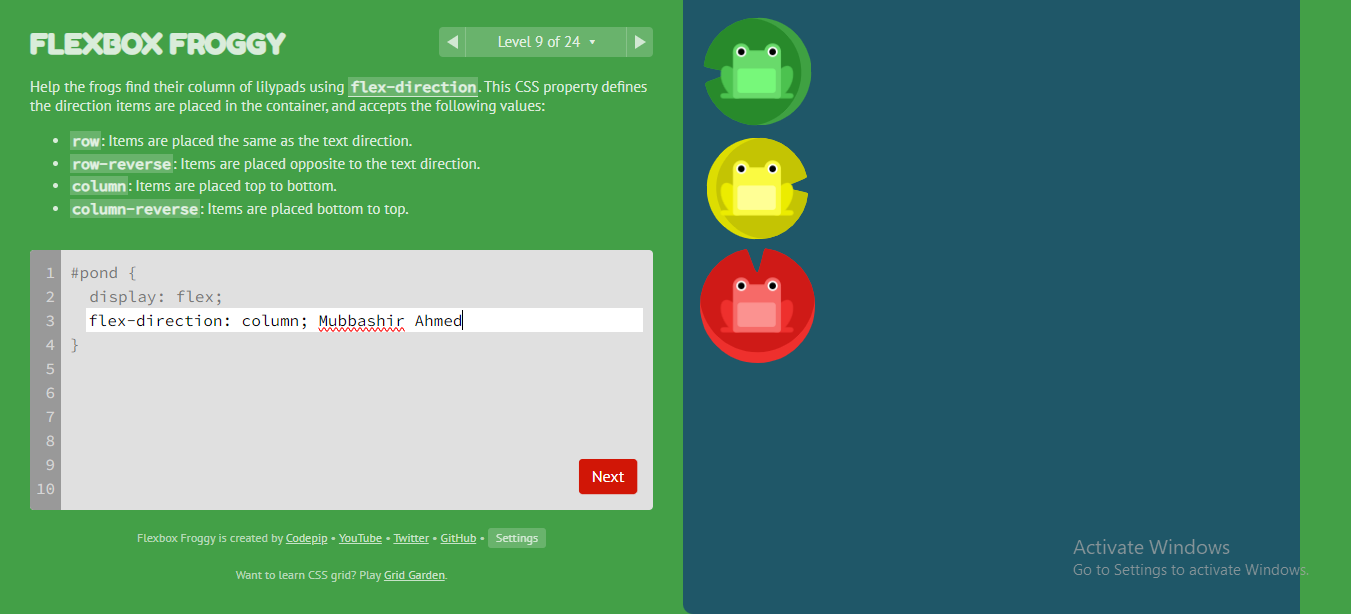 FLEXBOX FROGGY
Level 9 of 24
Help the frogs find their column of lilypads using flex-direction. This CSS property defines
the direction items are placed in the container, and accepts the following values:
• row: Items are placed the same as the text direction.
• row-reverse: Items are placed opposite to the text direction.
• column: Items are placed top to bottom.
• column-reverse: Items are placed bottom to top.
1 #pond {
2 display: flex;
3 flex-direction: column; Mubbashir Ahmed
4 }
5
6
7
8
9
10
Next
Flexbox Froggy is created by Codepip • YouTube • Twitter • GitHub • Settings
Want to learn CSS grid? Play Grid Garden.
Activate Windows
Go to Settings to activate Windows.